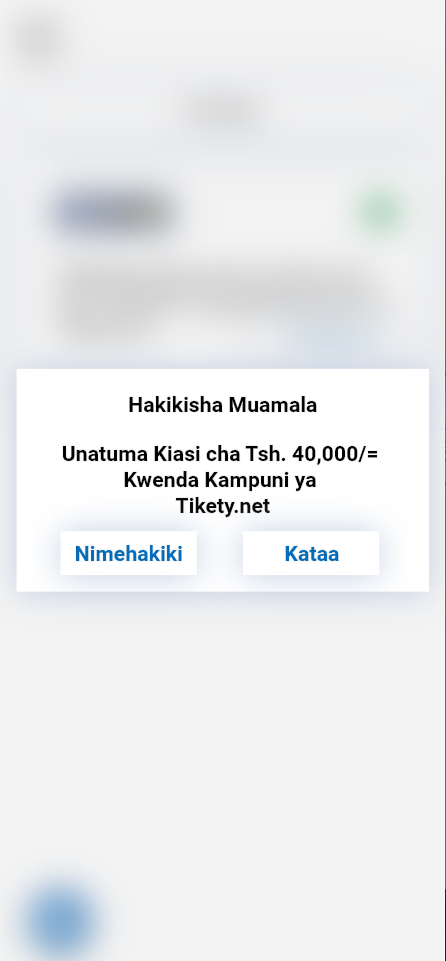 Hakikisha Muamala
Unatuma Kiasi cha Tsh. 40,000/=
Kwenda Kampuni ya
Tikety.net
Nimehakiki
Kataa